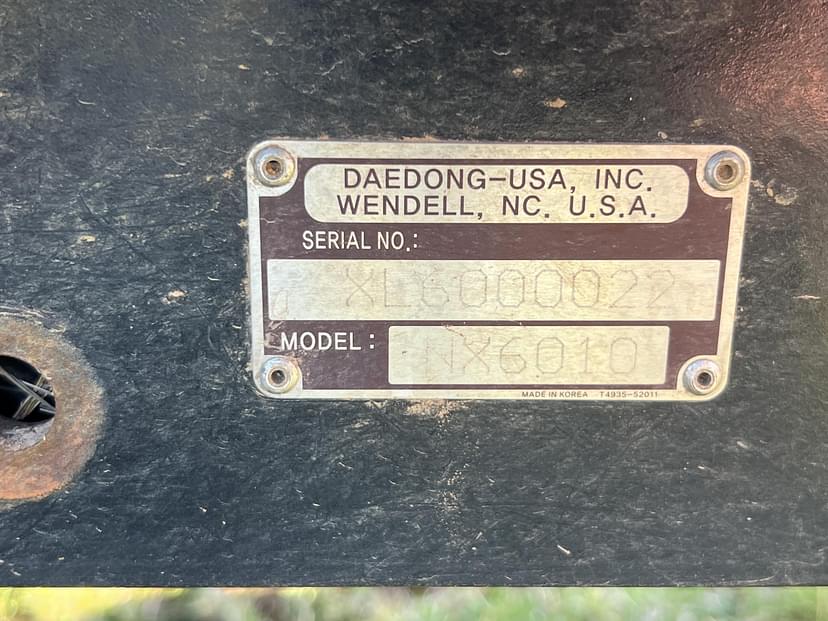 DAEDONG-USA, INC.
WENDELL, NC. U.S.A.
SERIAL NO.:
XL6000022
MODEL:
NX6010
MADE IN KOREA T4935-52011